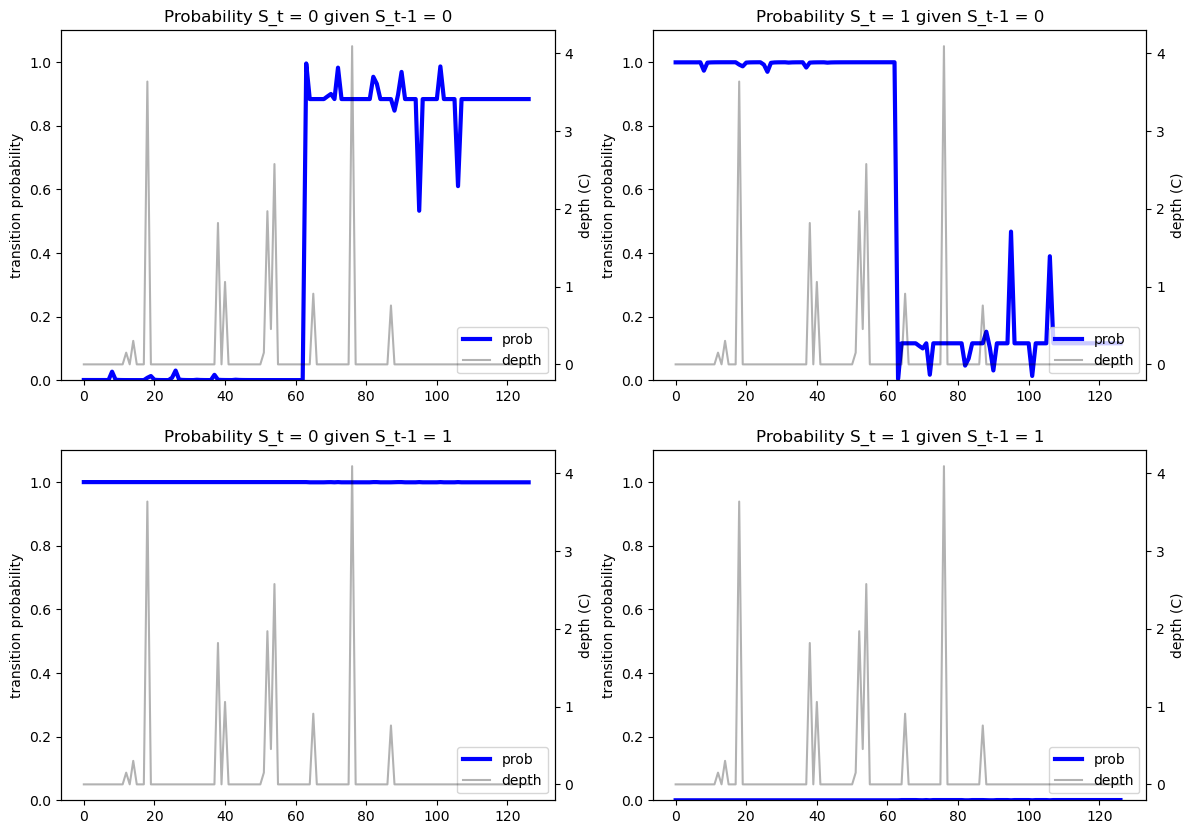 Probability S_t = 0 given S_t-1 = 0
transition probability
1.0
0.8
0.6
0.4
0.2
0.0
4
3
2
1
0
depth (C)
prob
depth
0 20 40 60 80 100 120
Probability S_t = 1 given S_t-1 = 0
transition probability
1.0
0.8
0.6
0.4
0.2
0.0
4
3
2
1
0
depth (C)
prob
depth
0 20 40 60 80 100 120
Probability S_t = 0 given S_t-1 = 1
transition probability
1.0
0.8
0.6
0.4
0.2
0.0
4
3
2
1
0
depth (C)
prob
depth
0 20 40 60 80 100 120
Probability S_t = 1 given S_t-1 = 1
transition probability
1.0
0.8
0.6
0.4
0.2
0.0
4
3
2
1
0
depth (C)
prob
depth
0 20 40 60 80 100 120